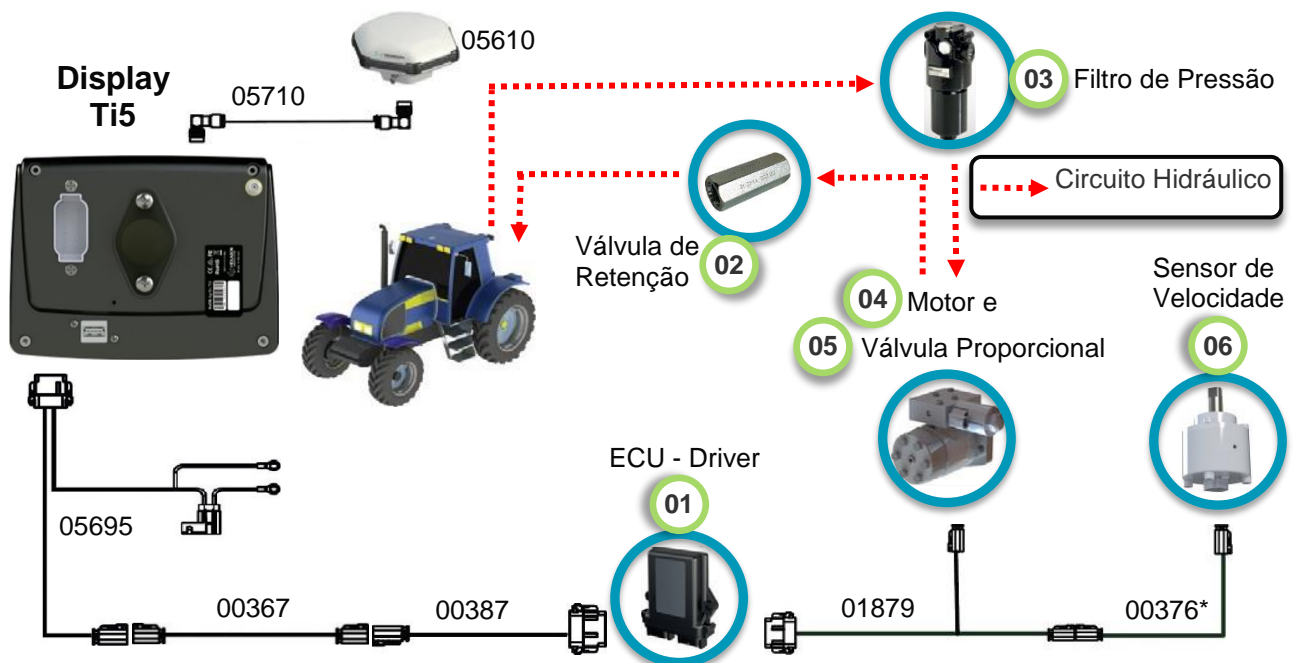 05610
Display
Ti5
05710
03 Filtro de Pressão
Circuito Hidráulico
Válvula de
Retenção
02
04 Motor e
05 Válvula Proporcional
Sensor de
Velocidade
06
ECU - Driver
01
05695
00367
00387
01879
00376*